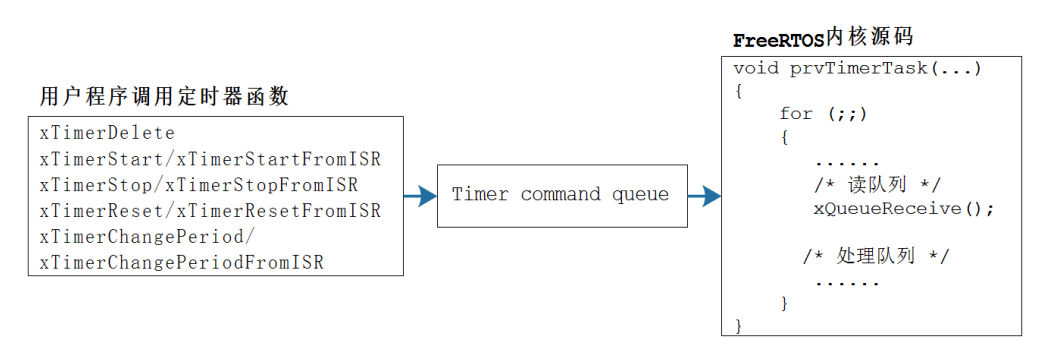 用户程序调用定时器函数
xTimerDelete
xTimerStart/xTimerStartFromISR
xTimerStop/xTimerStopFromISR
xTimerReset/xTimerResetFromISR
xTimerChangePeriod/
xTimerChangePeriodFromISR
Timer command queue
FreeRTOS内核源码
void prvTimerTask(...)
{
for (;;)
{
......
/* 读队列 */
xQueueReceive();
/* 处理队列 */
......
}
}